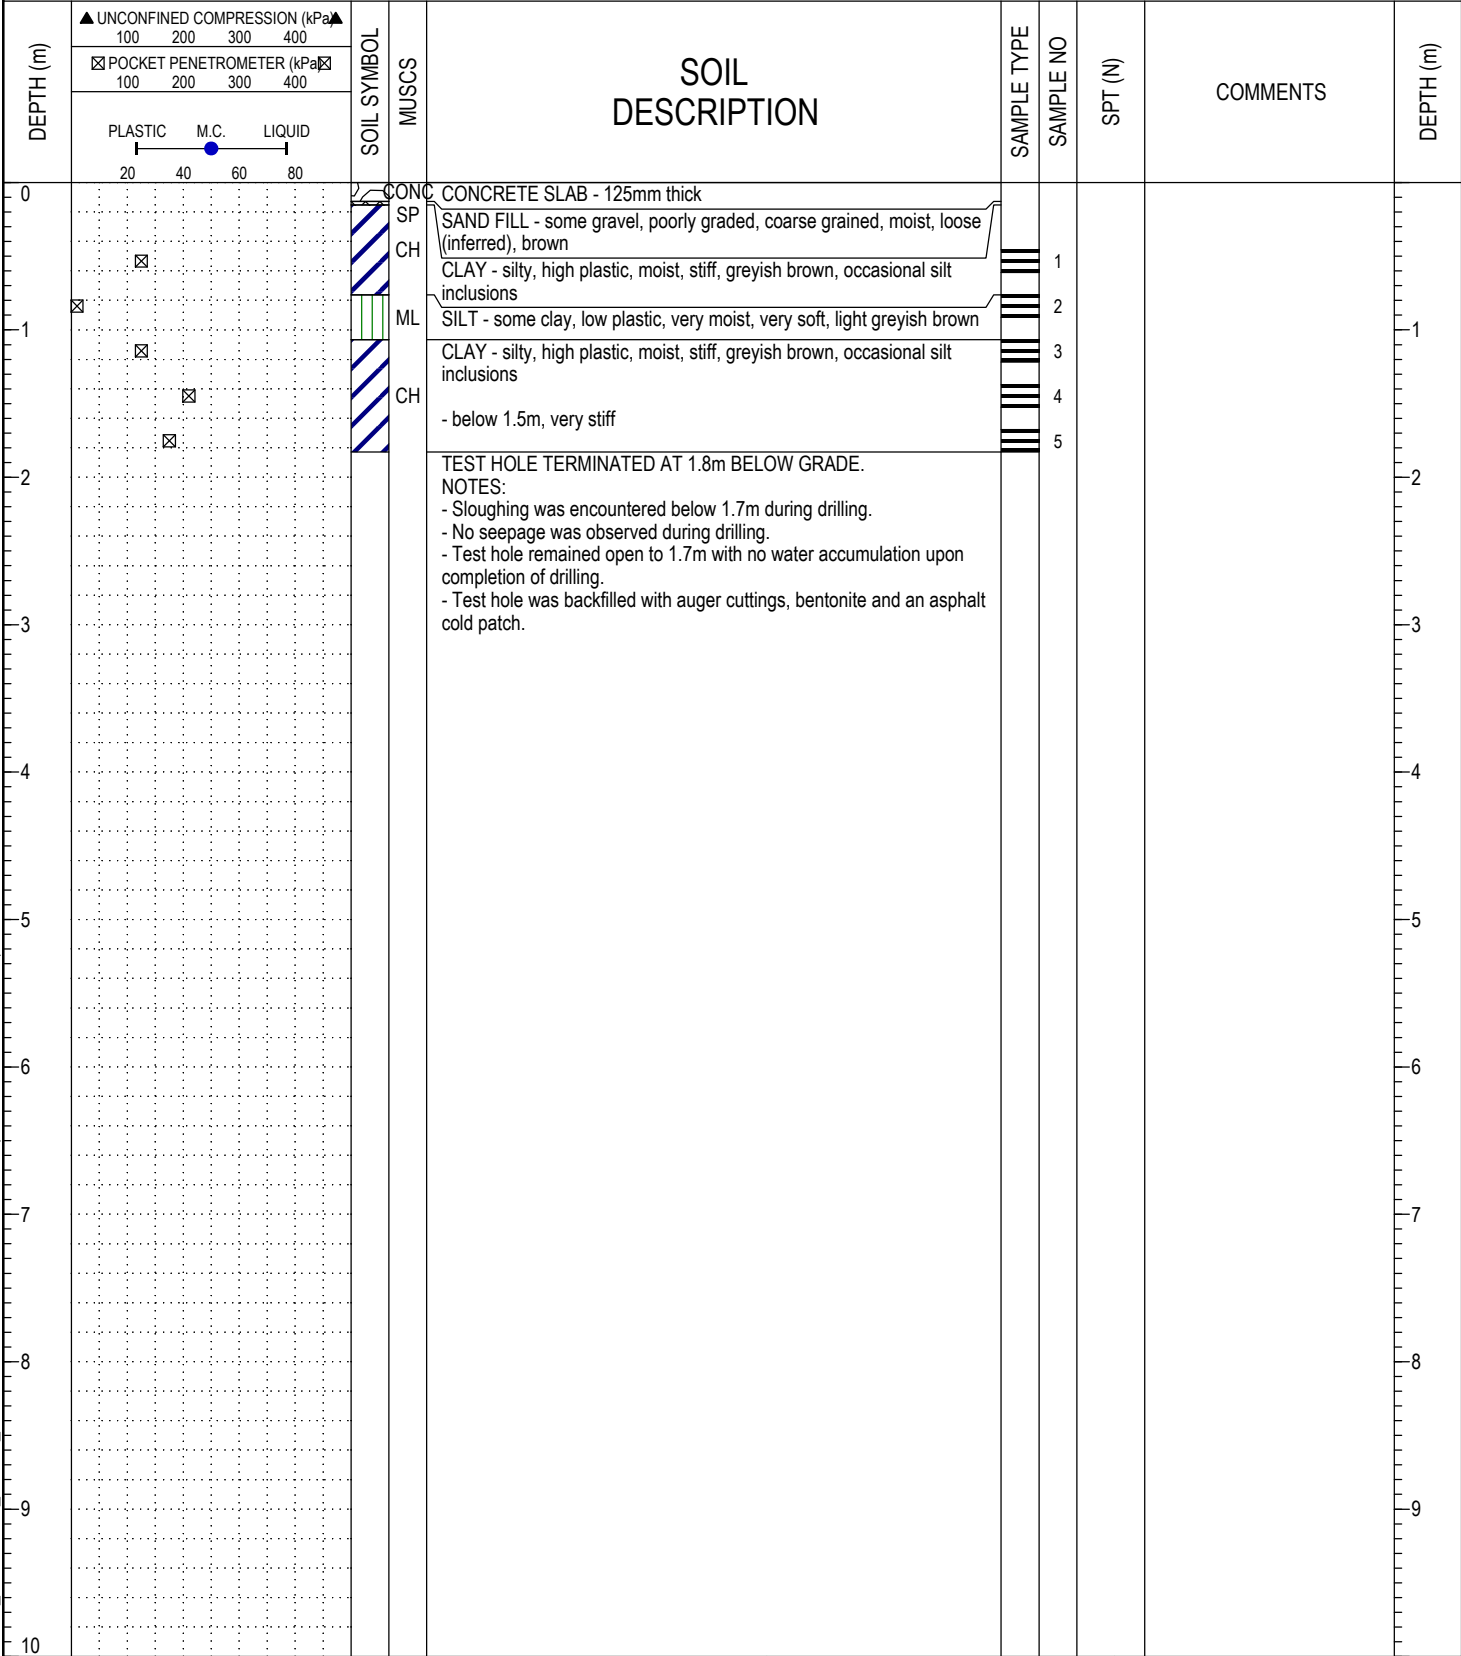 DEPTH (m)
▲ UNCONFINED COMPRESSION (kPa) ▲
100 200 300 400
☒ POCKET PENETROMETER (kPa) ☒
100 200 300 400
PLASTIC M.C. LIQUID
20 40 60 80
SOIL SYMBOL
MUSCS
SOIL
DESCRIPTION
SAMPLE TYPE
SAMPLE NO
SPT (N)
COMMENTS
DEPTH (m)
0
CONC
CONCRETE SLAB - 125mm thick
SP
SAND FILL - some gravel, poorly graded, coarse grained, moist, loose
(inferred), brown
CH
CLAY - silty, high plastic, moist, stiff, greyish brown, occasional silt
inclusions
1
ML
SILT - some clay, low plastic, very moist, very soft, light greyish brown
2
1
1
CLAY - silty, high plastic, moist, stiff, greyish brown, occasional silt
inclusions
3
CH
4
- below 1.5m, very stiff
5
TEST HOLE TERMINATED AT 1.8m BELOW GRADE.
2
2
NOTES:
- Sloughing was encountered below 1.7m during drilling.
- No seepage was observed during drilling.
- Test hole remained open to 1.7m with no water accumulation upon
completion of drilling.
- Test hole was backfilled with auger cuttings, bentonite and an asphalt
cold patch.
3
3
4
4
5
5
6
6
7
7
8
8
9
9
10